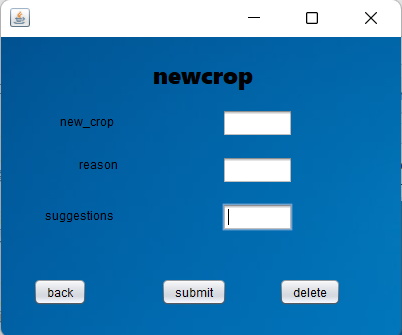 newcrop
new_crop
reason
suggestions
back submit delete